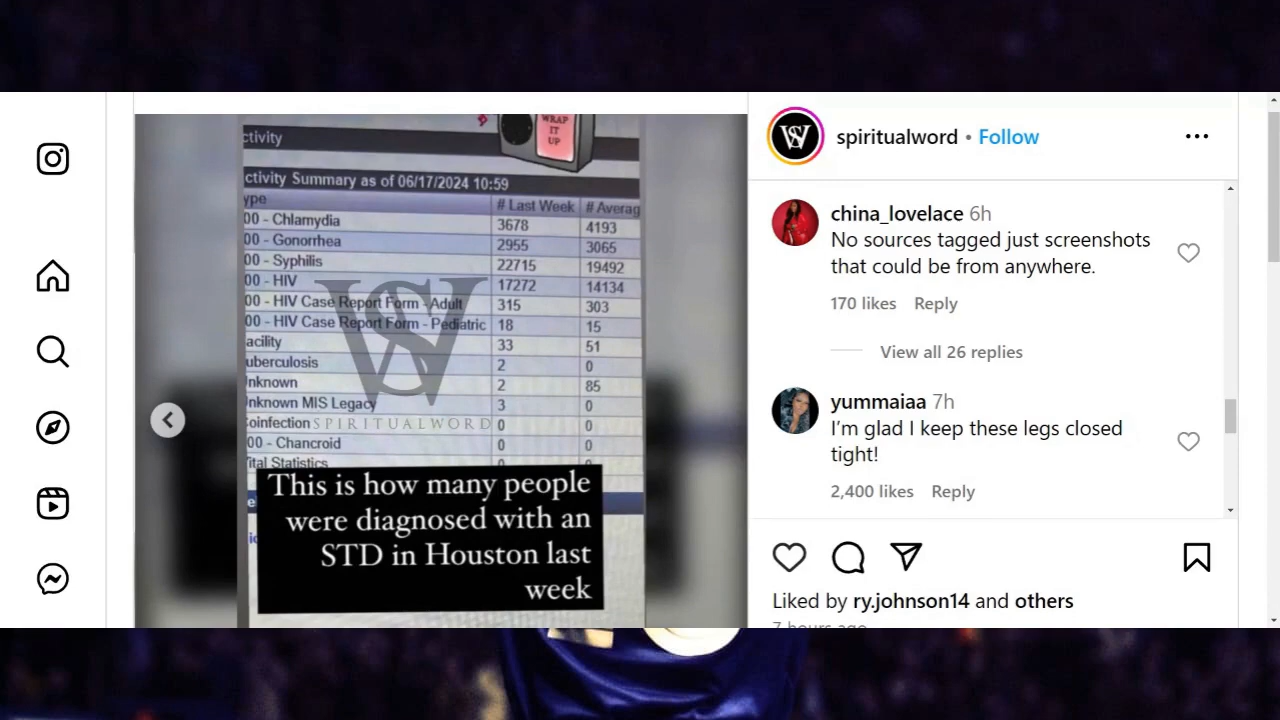 WRAP
IT
UP
ctivity
ctivity Summary as of 06/17/2024 10:59
ype # Last Week # Averag
00 - Chlamydia 3678 4193
00 - Gonorrhea 2955 3065
00 - Syphilis 22715 19492
00 - HIV 17272 14134
00 - HIV Case Report Form - Adult 315 303
00 - HIV Case Report Form - Pediatric 18 15
acility 33 51
uberculosis 2 0
nknown 2 85
nknown MIS Legacy 3 0
oinfection 0 0
SPIRITUALWORD
00 - Chancroid 0 0
ital Statistics 0 0
This is how many people
were diagnosed with an
STD in Houston last
week
spiritualword • Follow
china_lovelace 6h
No sources tagged just screenshots
that could be from anywhere.
170 likes Reply
View all 26 replies
yummaiaa 7h
I'm glad I keep these legs closed
tight!
2,400 likes Reply
Liked by ry.johnson14 and others
7 hours ago